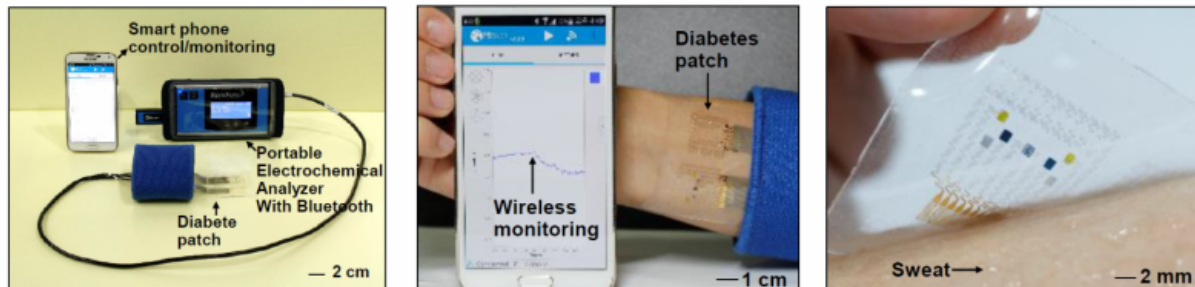 Smart phone
control/monitoring
Portable
Electrochemical
Analyzer
With Bluetooth
Diabete
patch
2 cm
Diabetes
patch
1
Wireless
monitoring
1 cm
Sweat
2 mm